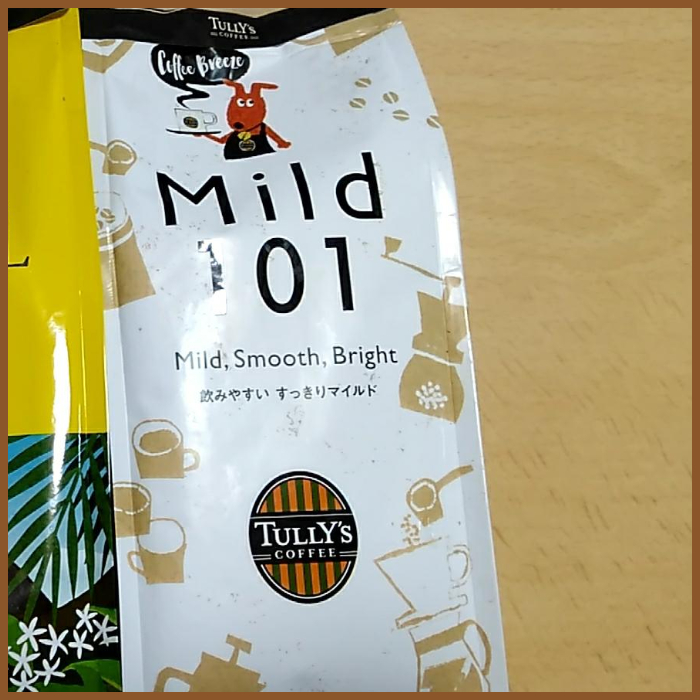 TULLY'S
COFFEE
Coffee Breeze
Mild
101
Mild, Smooth, Bright
飲みやすい すっきりマイルド
TULLY'S
COFFEE